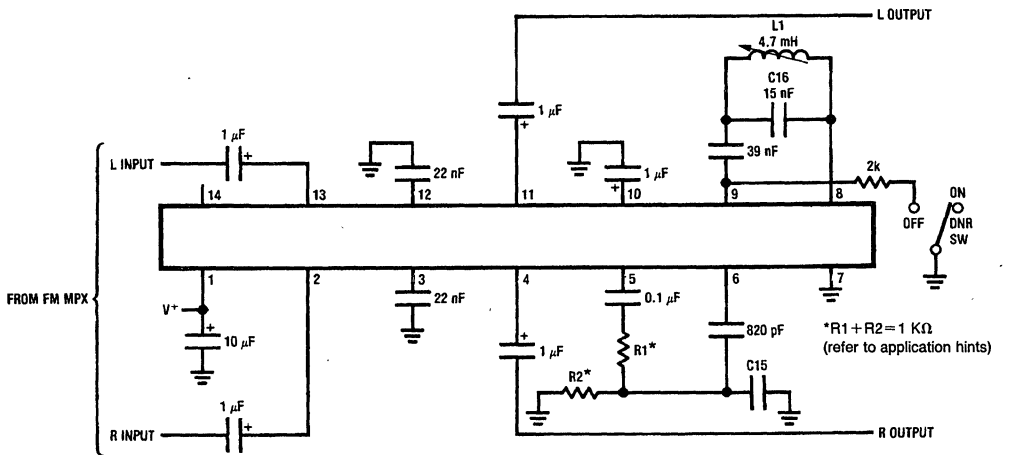 L OUTPUT
L1
4.7 mH
C16
15 nF
1 μF
+
39 nF
1 μF
+
L INPUT
22 nF
1 μF
+
2k
14
13
12
11
10
9
8
ON
OFF
DNR
SW
FROM FM MPX
1
2
3
4
5
6
7
V+
+
10 μF
22 nF
+
1 μF
0.1 μF
820 pF
*R1+R2=1 KΩ
(refer to application hints)
R1*
R2*
C15
1 μF
+
R INPUT
R OUTPUT